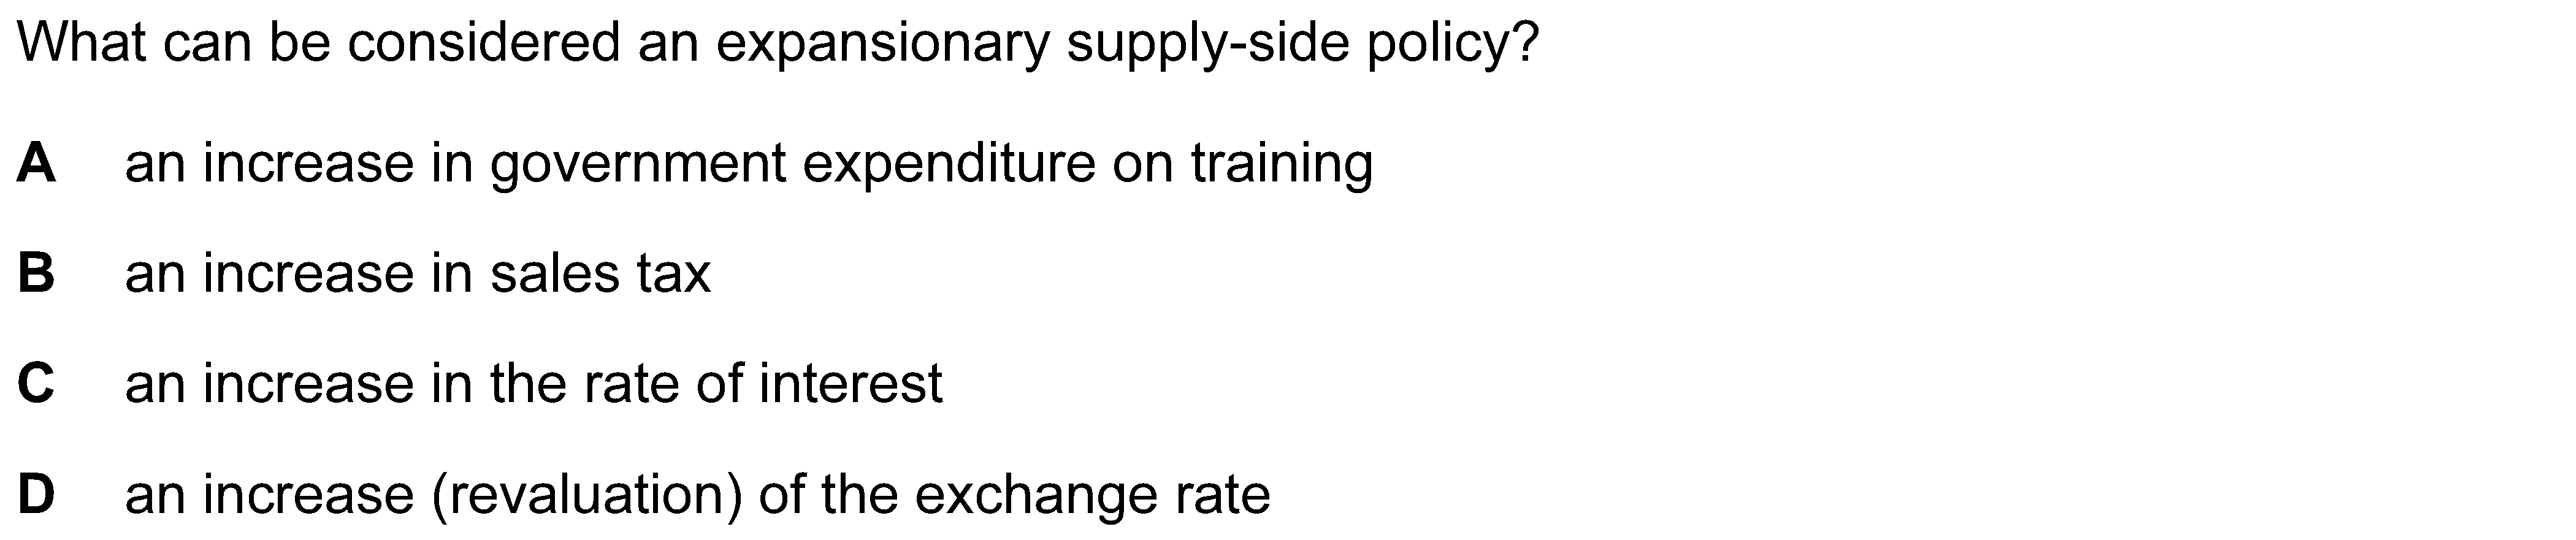 What can be considered an expansionary supply-side policy?
A an increase in government expenditure on training
B an increase in sales tax
C an increase in the rate of interest
D an increase (revaluation) of the exchange rate